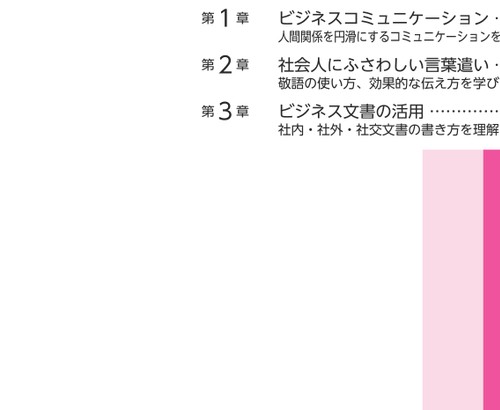 第1章 ビジネスコミュニケーション‥
人間関係を円滑にするコミュニケーションを
第2章 社会人にふさわしい言葉遣い‥
敬語の使い方、効果的な伝え方を学び
第3章 ビジネス文書の活用 ……………
社内・社外・社交文書の書き方を理解